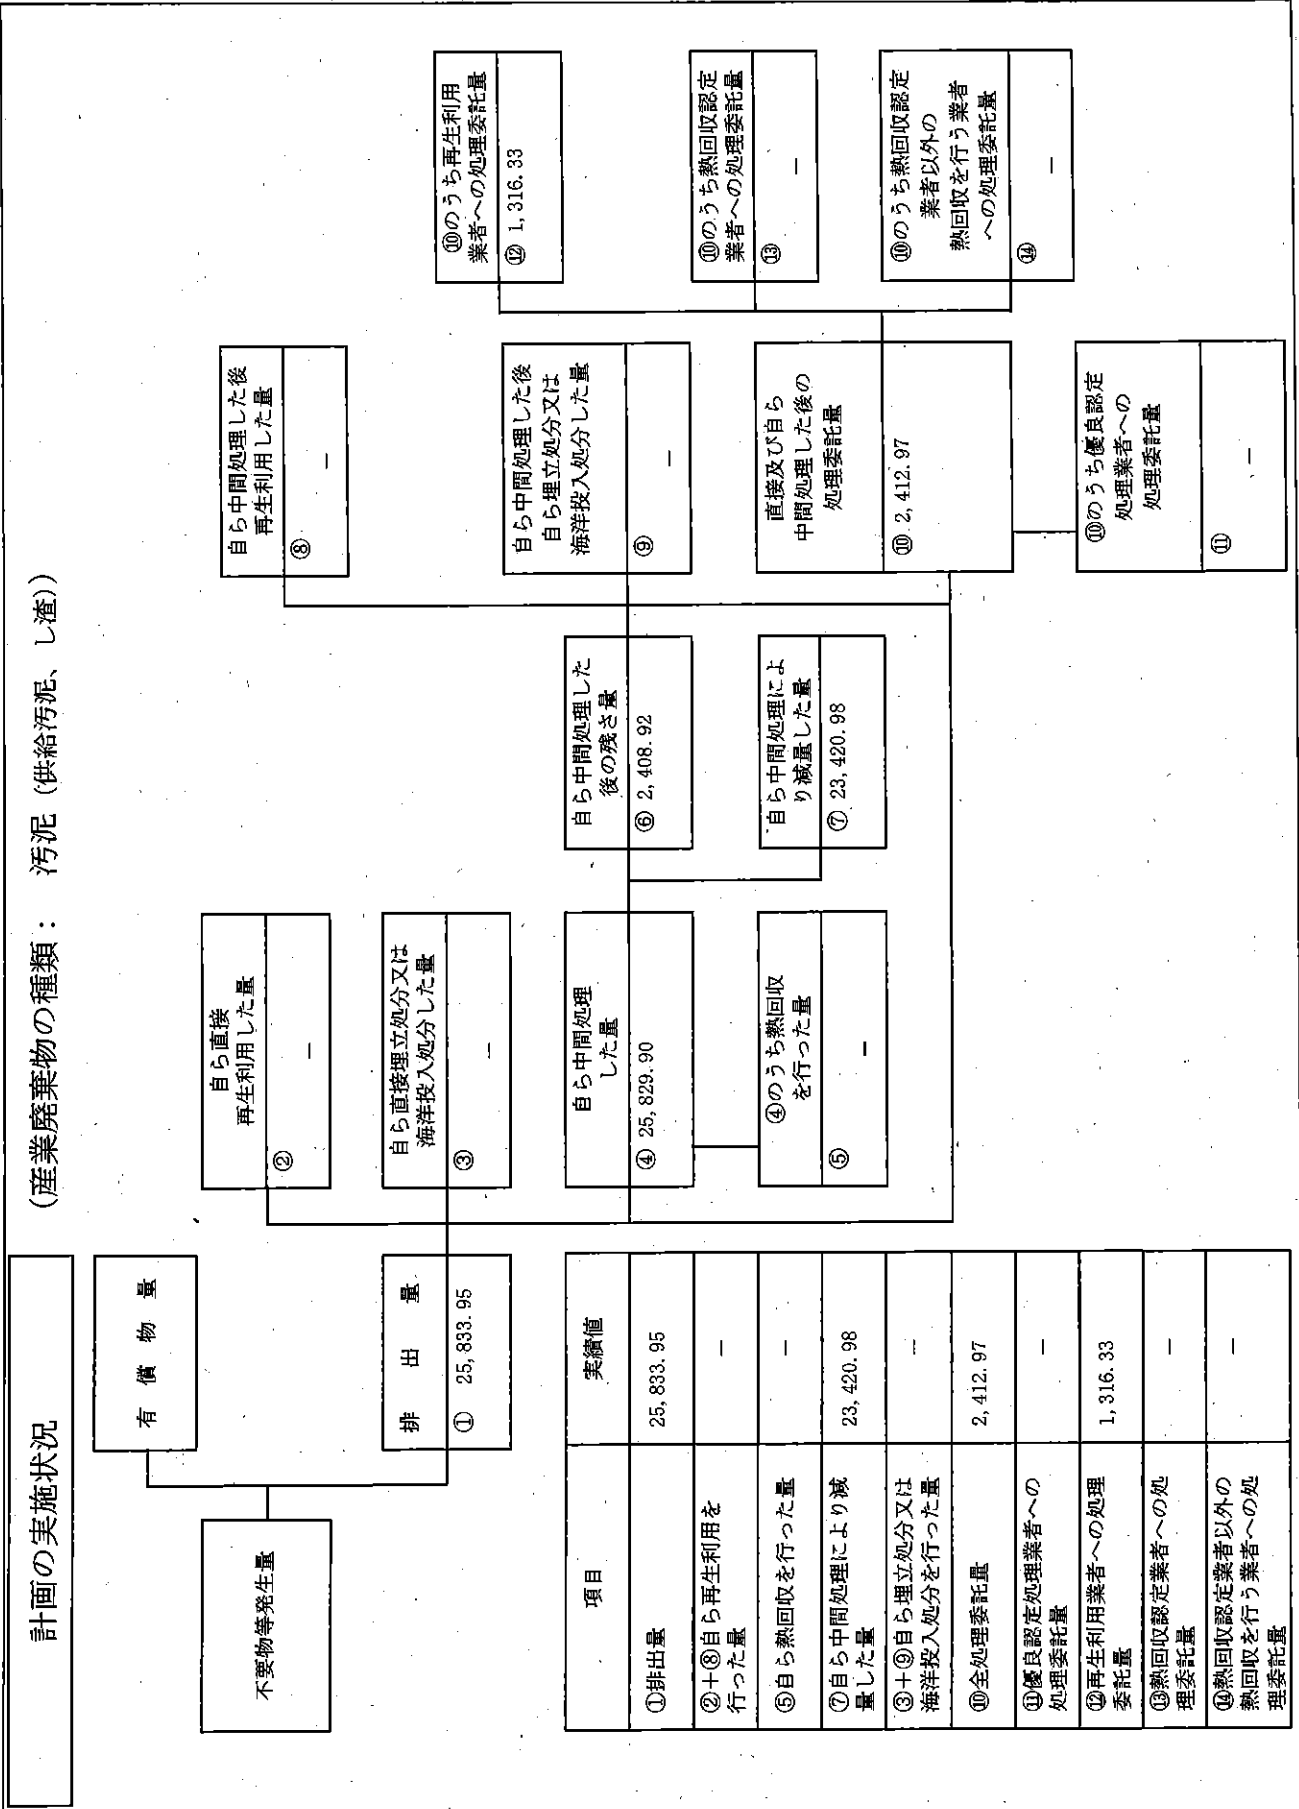 計画の実施状況
(産業廃棄物の種類： 汚泥（供給汚泥、し渣）)
不要物等発生量
有 償 物 量
排 出 量
① 25,833.95
自ら直接
再生利用した量
② －
自ら直接埋立処分又は
海洋投入処分した量
③ －
自ら中間処理
した量
④ 25,829.90
④のうち熱回収
を行った量
⑤ －
自ら中間処理した
後の残さ量
⑥ 2,408.92
自ら中間処理によ
り減量した量
⑦ 23,420.98
自ら中間処理した後
再生利用した量
⑧ －
自ら中間処理した後
自ら埋立処分又は
海洋投入処分した量
⑨ －
直接及び自ら
中間処理した後の
処理委託量
⑩ 2,412.97
⑩のうち優良認定
処理業者への
処理委託量
⑪ －
⑩のうち再生利用
業者への処理委託量
⑫ 1,316.33
⑩のうち熱回収認定
業者への処理委託量
⑬ －
⑩のうち熱回収認定
業者以外の
熱回収を行う業者
への処理委託量
⑭ －
項目 実績値
①排出量 25,833.95
②＋⑧自ら再生利用を
行った量 －
⑤自ら熱回収を行った量 －
⑦自ら中間処理により減
量した量 23,420.98
③＋⑨自ら埋立処分又は
海洋投入処分を行った量 －
⑩全処理委託量 2,412.97
⑪優良認定処理業者への
処理委託量 －
⑫再生利用業者への処理
委託量 1,316.33
⑬熱回収認定業者への処
理委託量 －
⑭熱回収認定業者以外の
熱回収を行う業者への処
理委託量 －